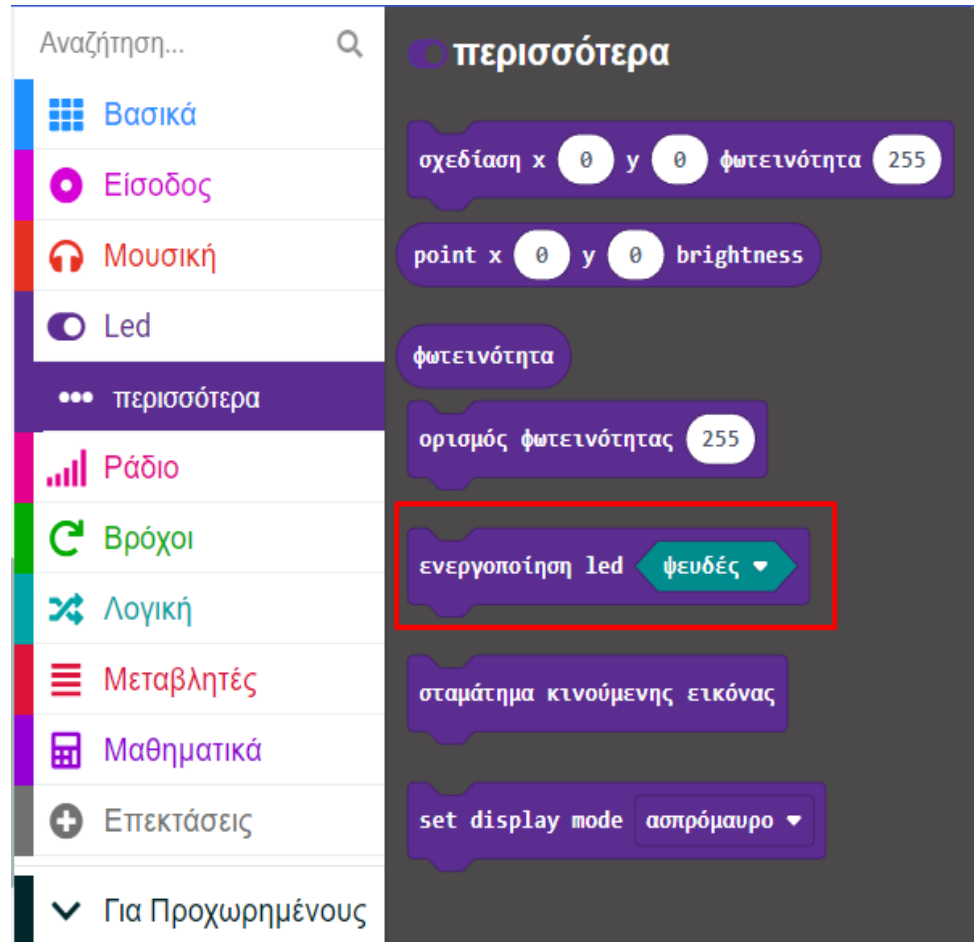 Αναζήτηση...
Βασικά
Είσοδος
Μουσική
Led
περισσότερα
Ράδιο
Βρόχοι
Λογική
Μεταβλητές
Μαθηματικά
Επεκτάσεις
Για Προχωρημένους
περισσότερα
σχεδίαση x 0 y 0 φωτεινότητα 255
point x 0 y 0 brightness
φωτεινότητα
ορισμός φωτεινότητας 255
ενεργοποίηση led ψευδές
σταμάτημα κινούμενης εικόνας
set display mode ασπρόμαυρο